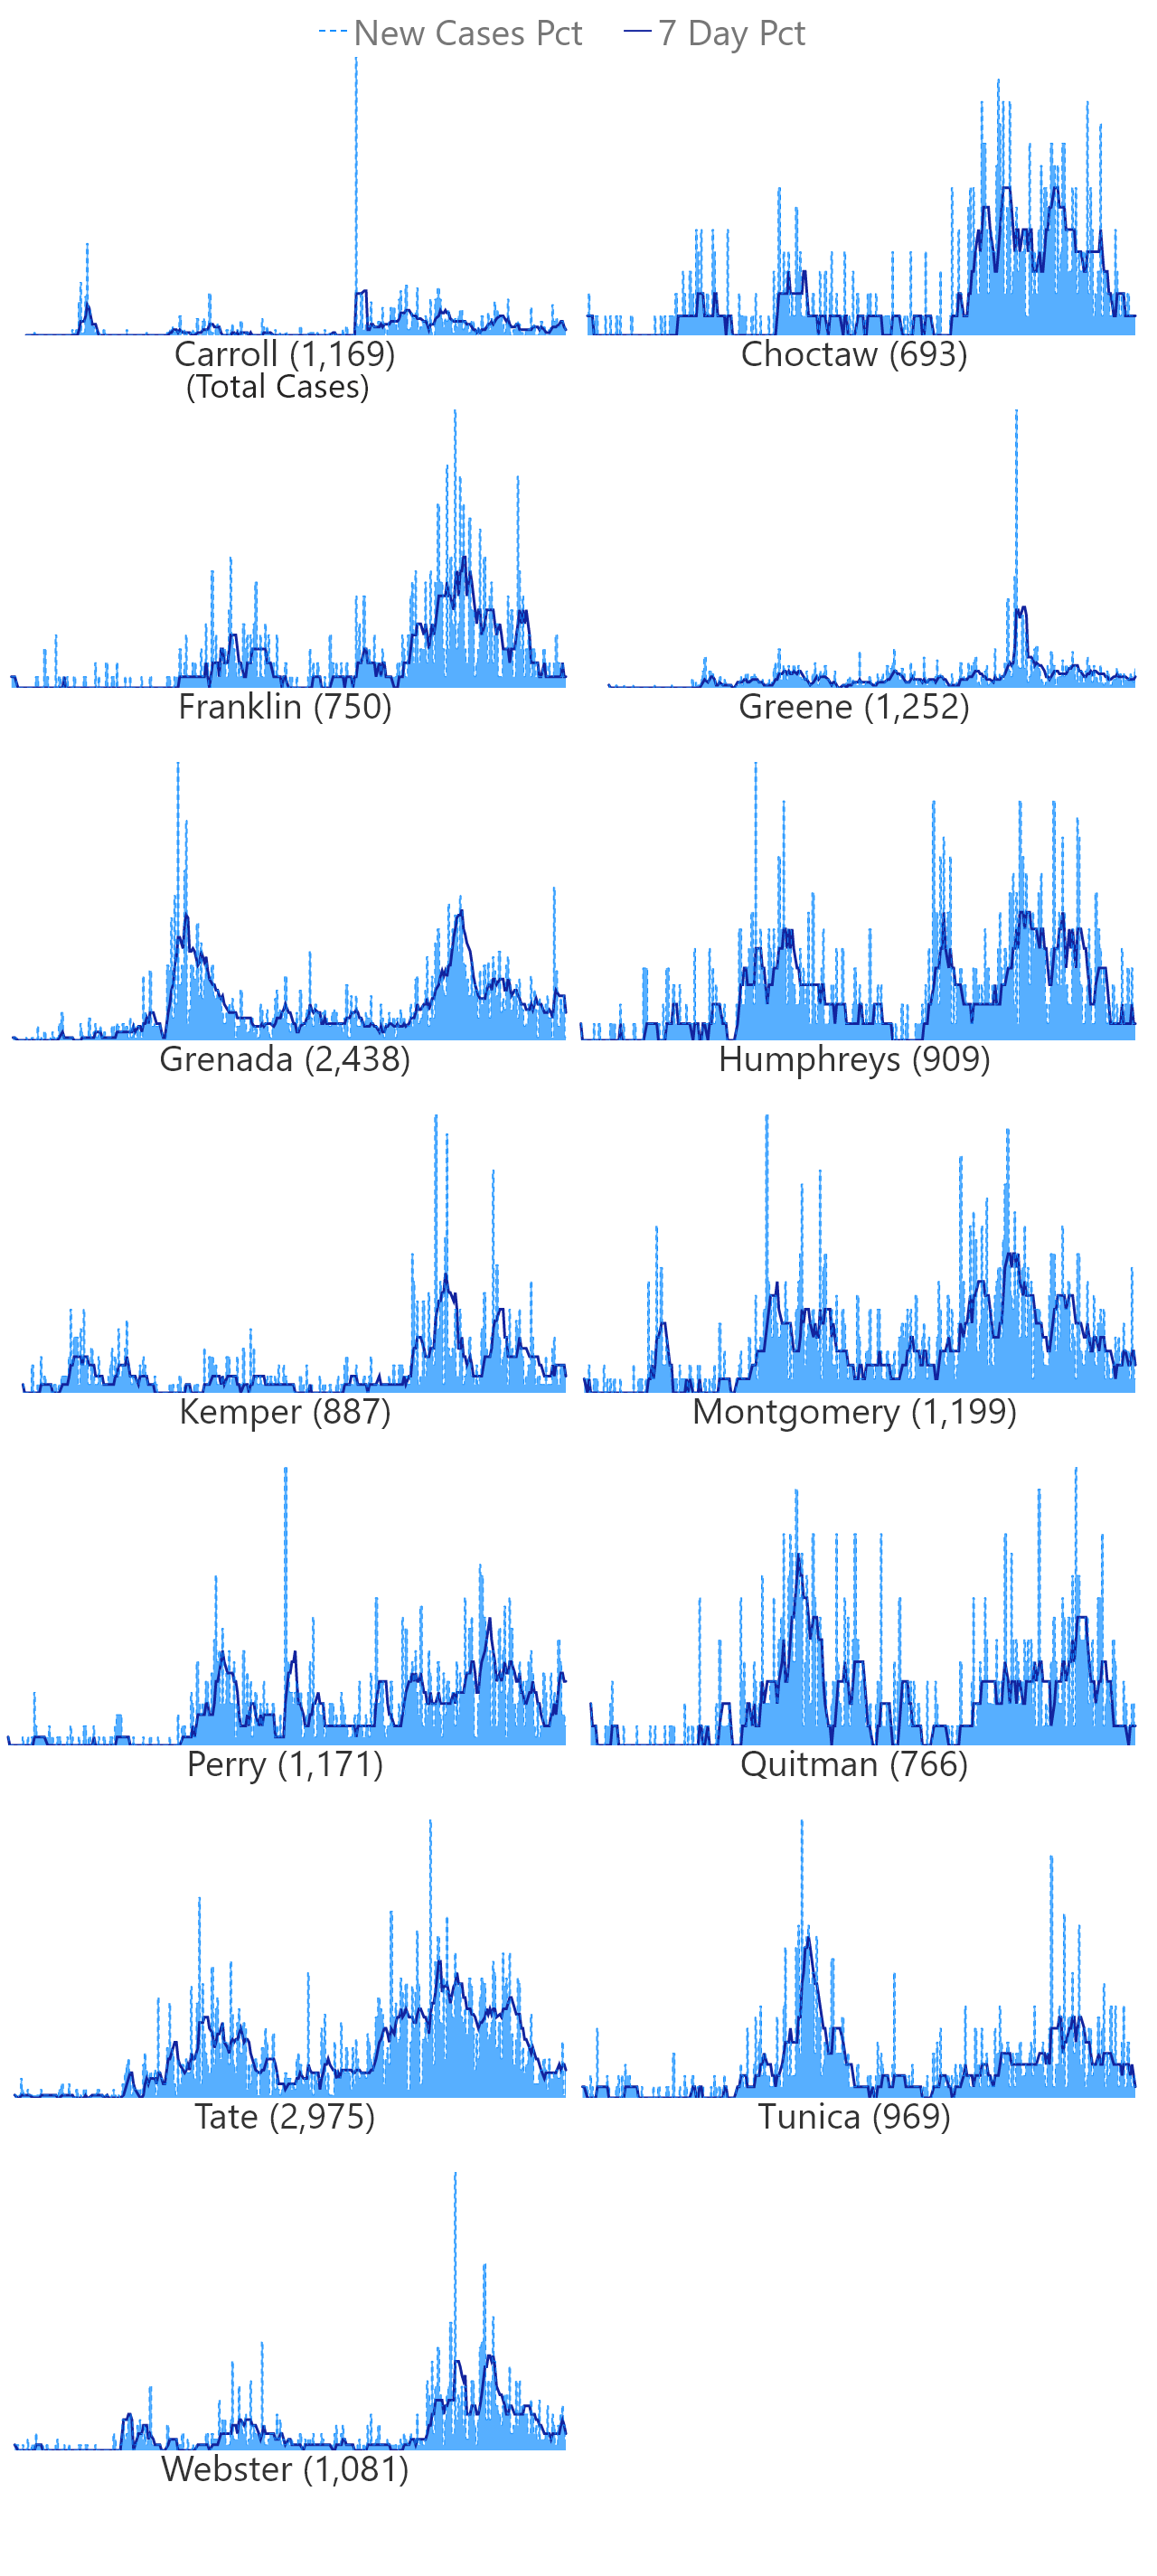 New Cases Pct 7 Day Pct
Carroll (1,169) Choctaw (693)
(Total Cases)
Franklin (750) Greene (1,252)
Grenada (2,438) Humphreys (909)
Kemper (887) Montgomery (1,199)
Perry (1,171) Quitman (766)
Tate (2,975) Tunica (969)
Webster (1,081)